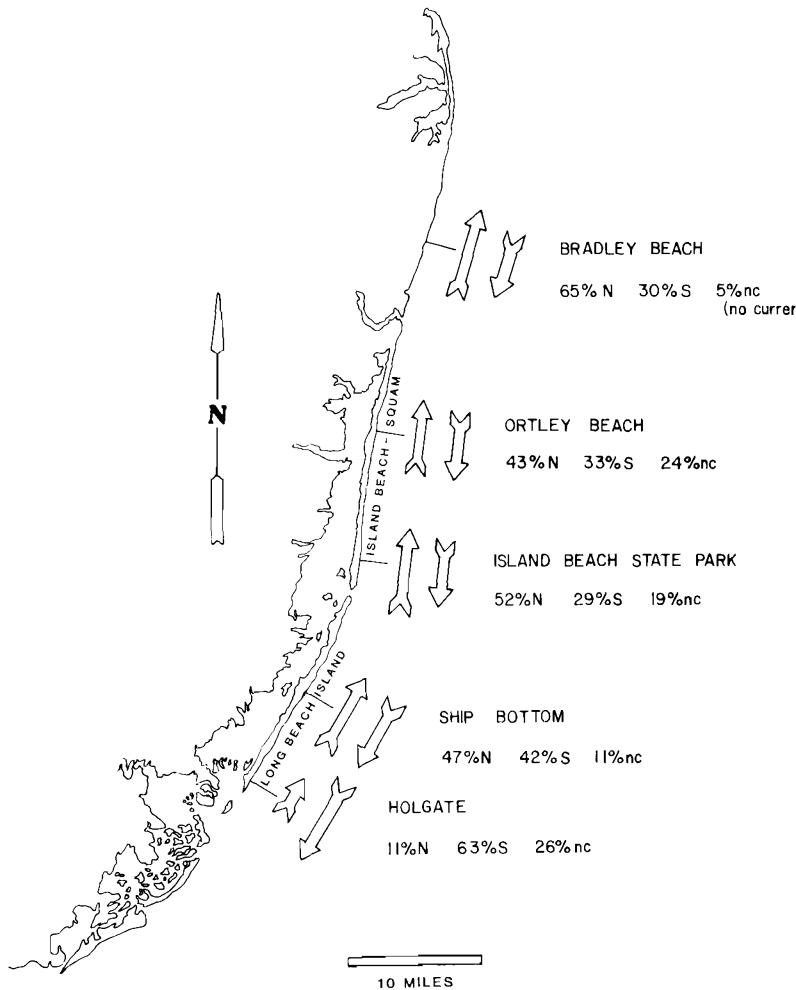 BRADLEY BEACH
65% N 30% S 5% nc
(no curren
N
SQUAM
ISLAND BEACH-
ORTLEY BEACH
43% N 33% S 24% nc
ISLAND BEACH STATE PARK
52% N 29% S 19% nc
LONG BEACH ISLAND
SHIP BOTTOM
47% N 42% S 11% nc
HOLGATE
11% N 63% S 26% nc
10 MILES